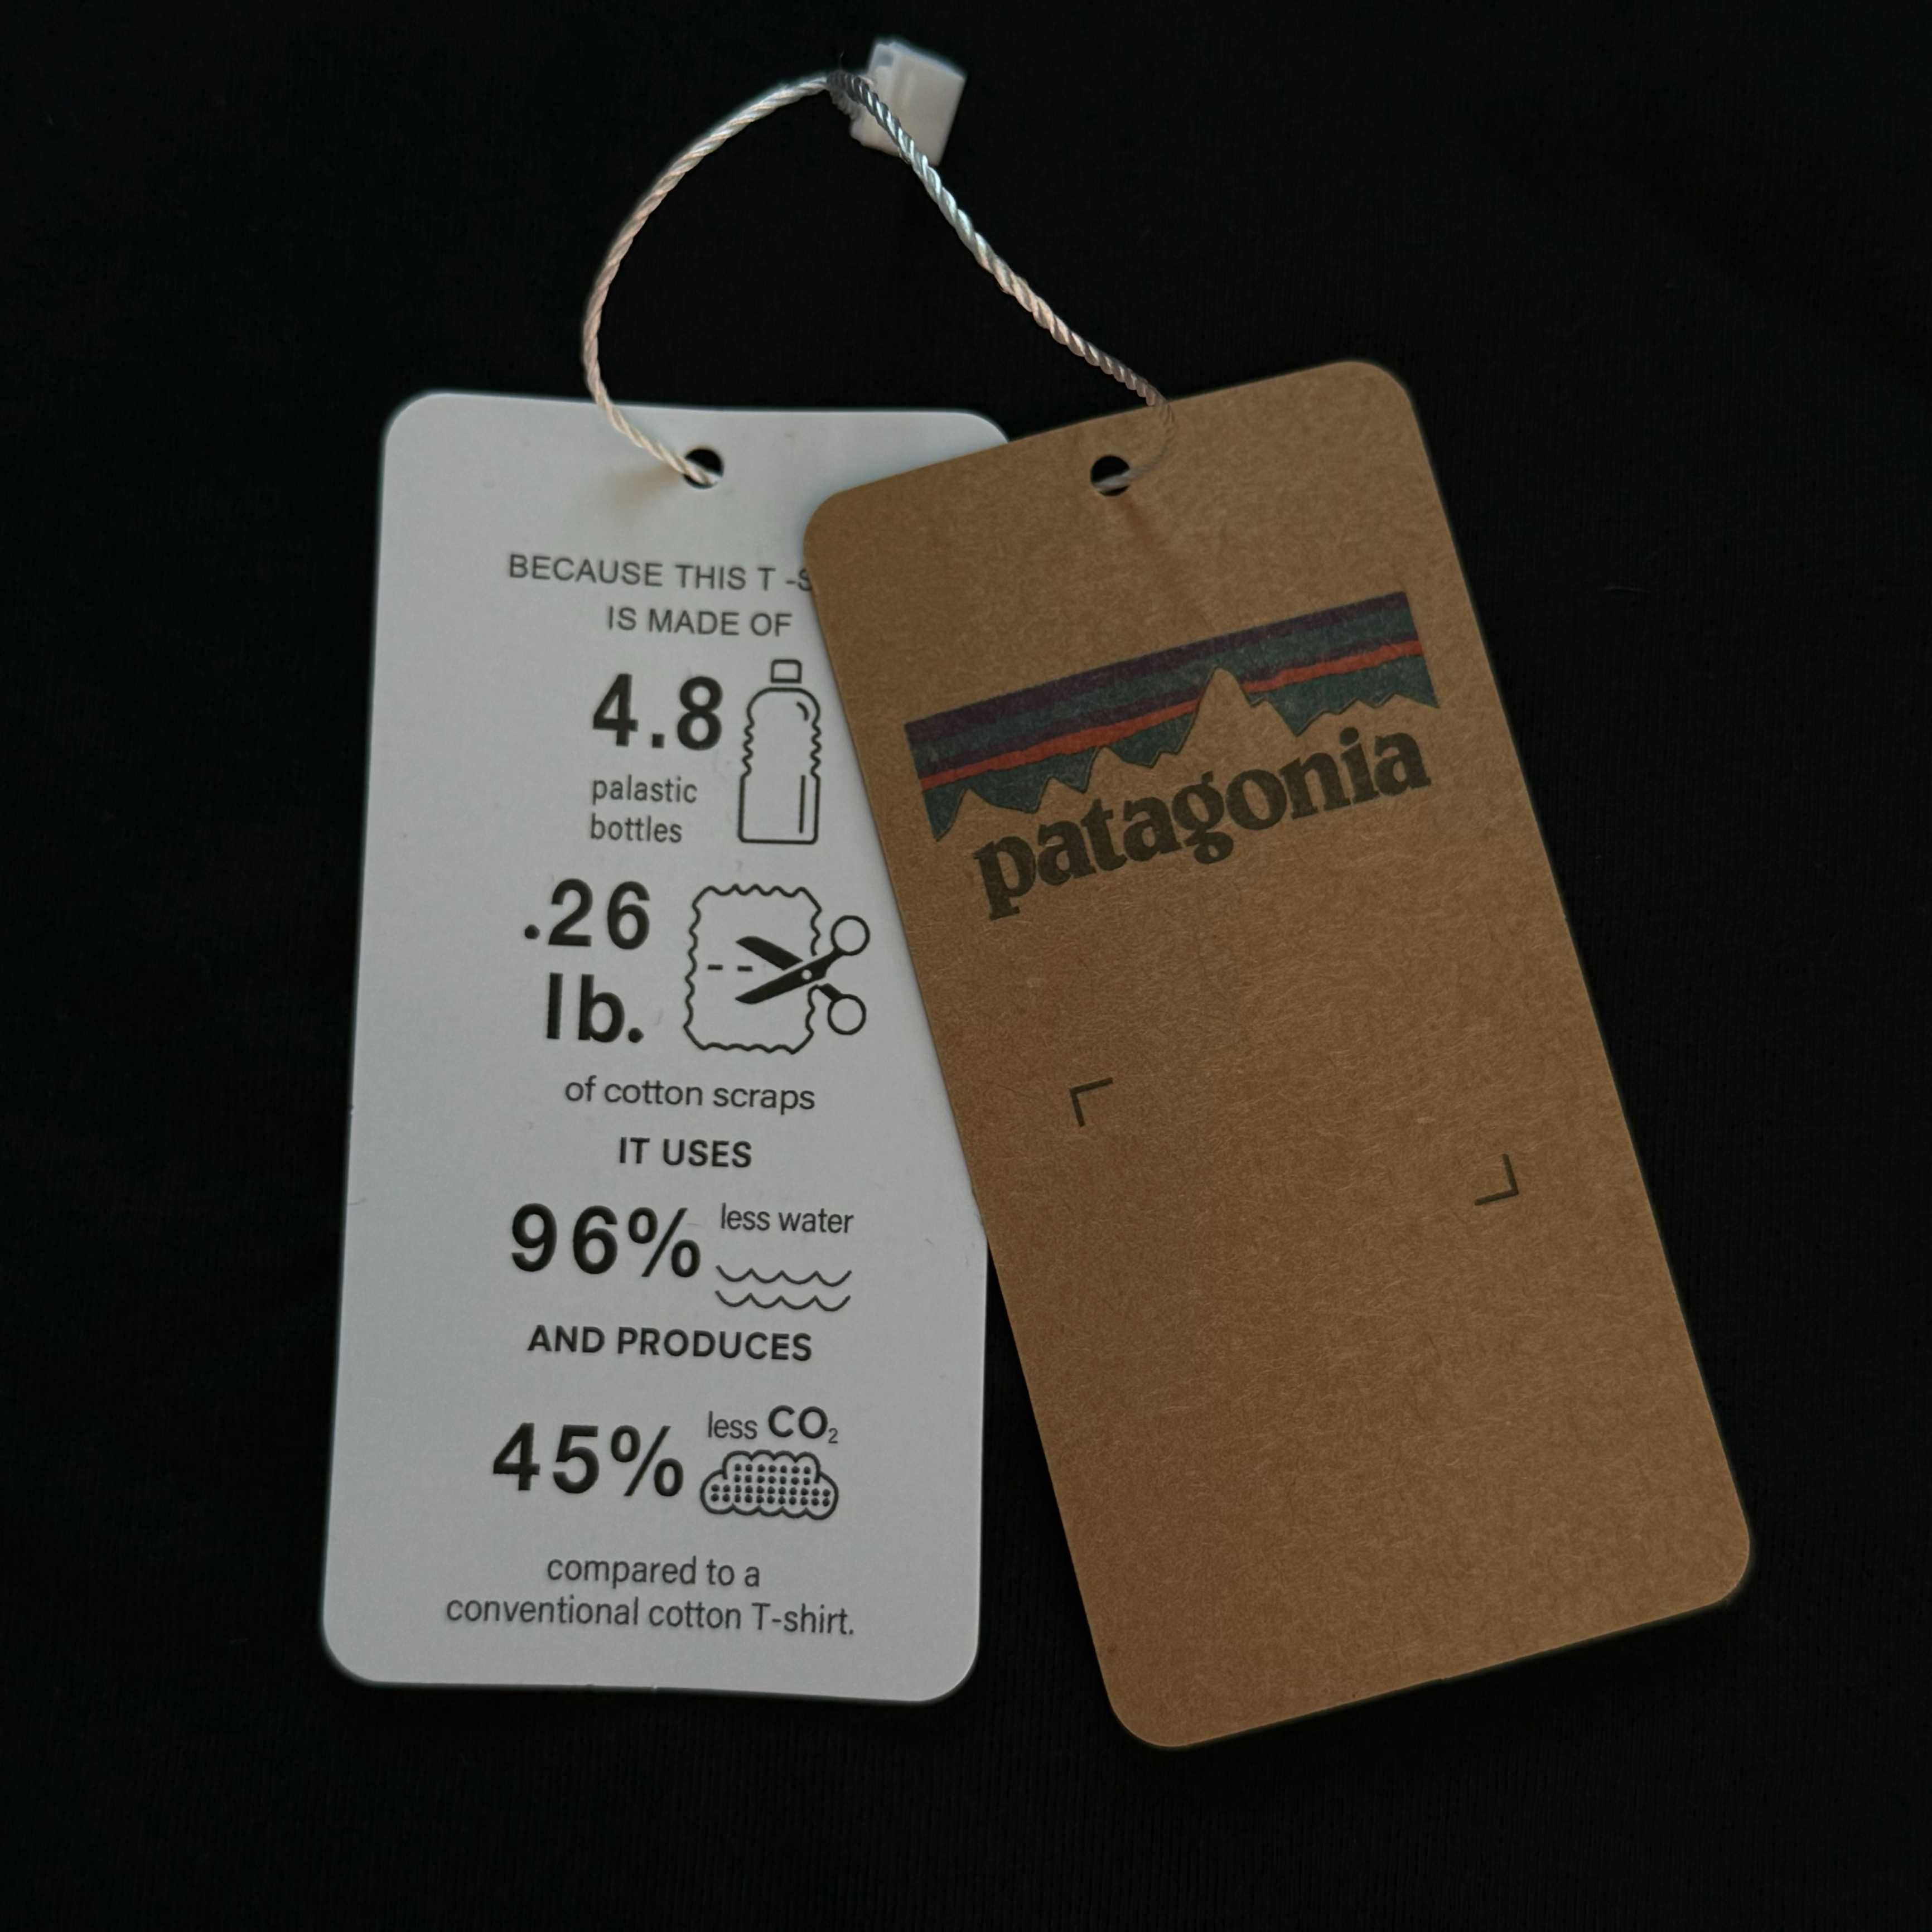 BECAUSE THIS T -S
IS MADE OF
4.8
palastic
bottles
.26
lb.
of cotton scraps
IT USES
96%
less water
AND PRODUCES
45%
less CO₂
compared to a
conventional cotton T-shirt.
patagonia